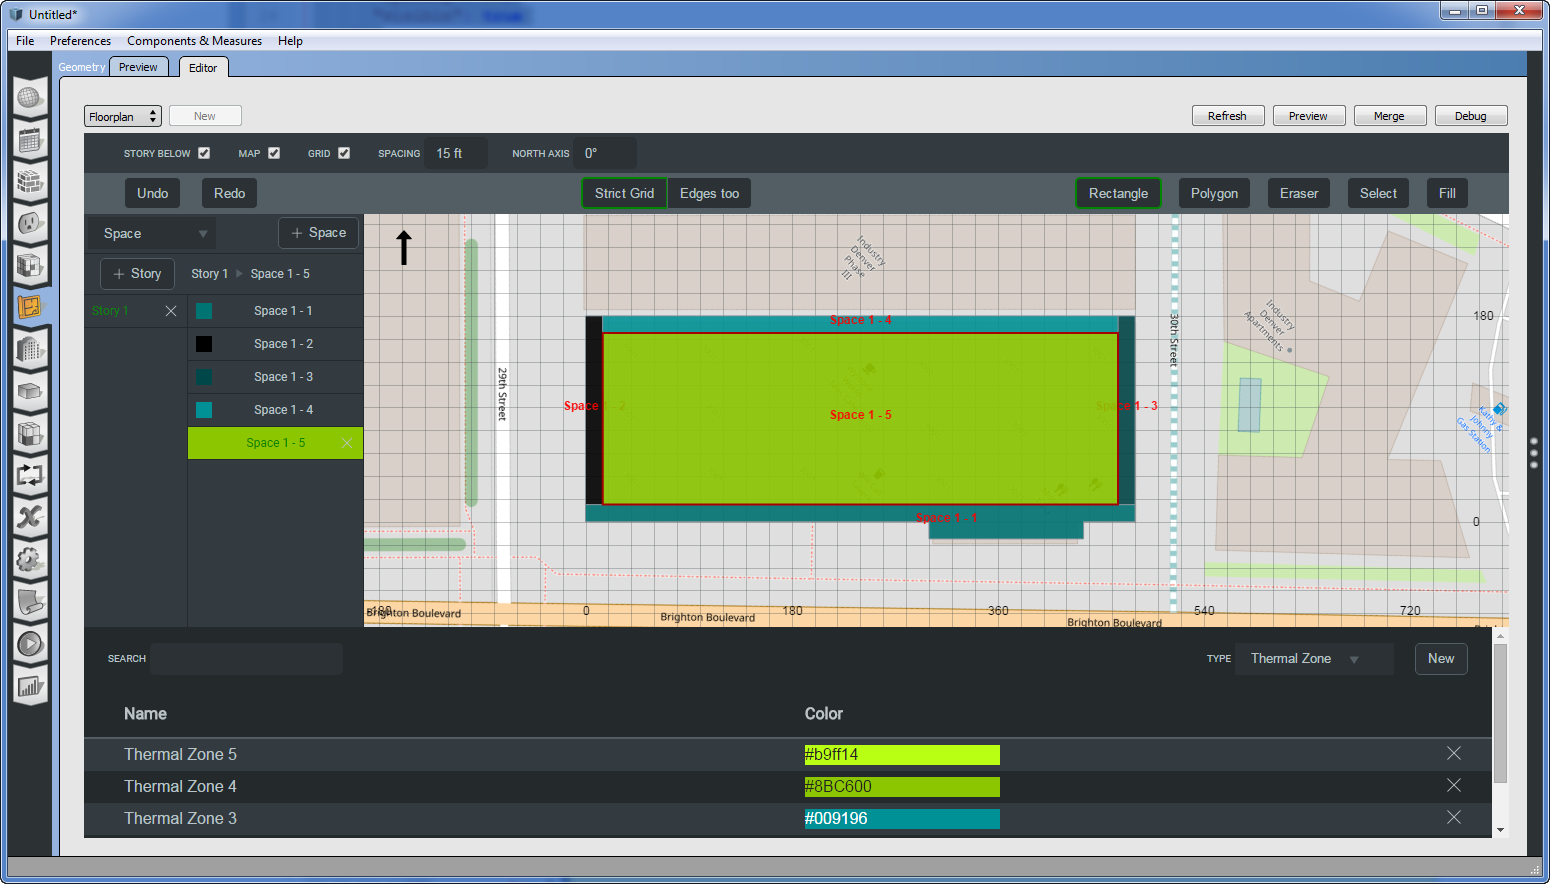 Untitled*
File Preferences Components & Measures Help
Geometry Preview Editor
Floorplan New Refresh Preview Merge Debug
STORY BELOW MAP GRID SPACING 15 ft NORTH AXIS 0°
Undo Redo Strict Grid Edges too Rectangle Polygon Eraser Select Fill
Space + Space
+ Story Story 1 Space 1 - 5
Story 1 Space 1 - 1
Space 1 - 2
Space 1 - 3
Space 1 - 4
Space 1 - 5
Industry
Denver
Phase
III
Space 1 - 4
29th Street
Space 1 - 2
Space 1 - 5
Space 1 - 3
Space 1 - 1
30th Street
Industry
Denver
Apartments
180
Kathy &
Johnny
Gas Station
0
-180 0 180 360 540 720
Brighton Boulevard Brighton Boulevard Brighton Boulevard
SEARCH TYPE Thermal Zone New
Name Color
Thermal Zone 5 #b9ff14
Thermal Zone 4 #8BC600
Thermal Zone 3 #009196